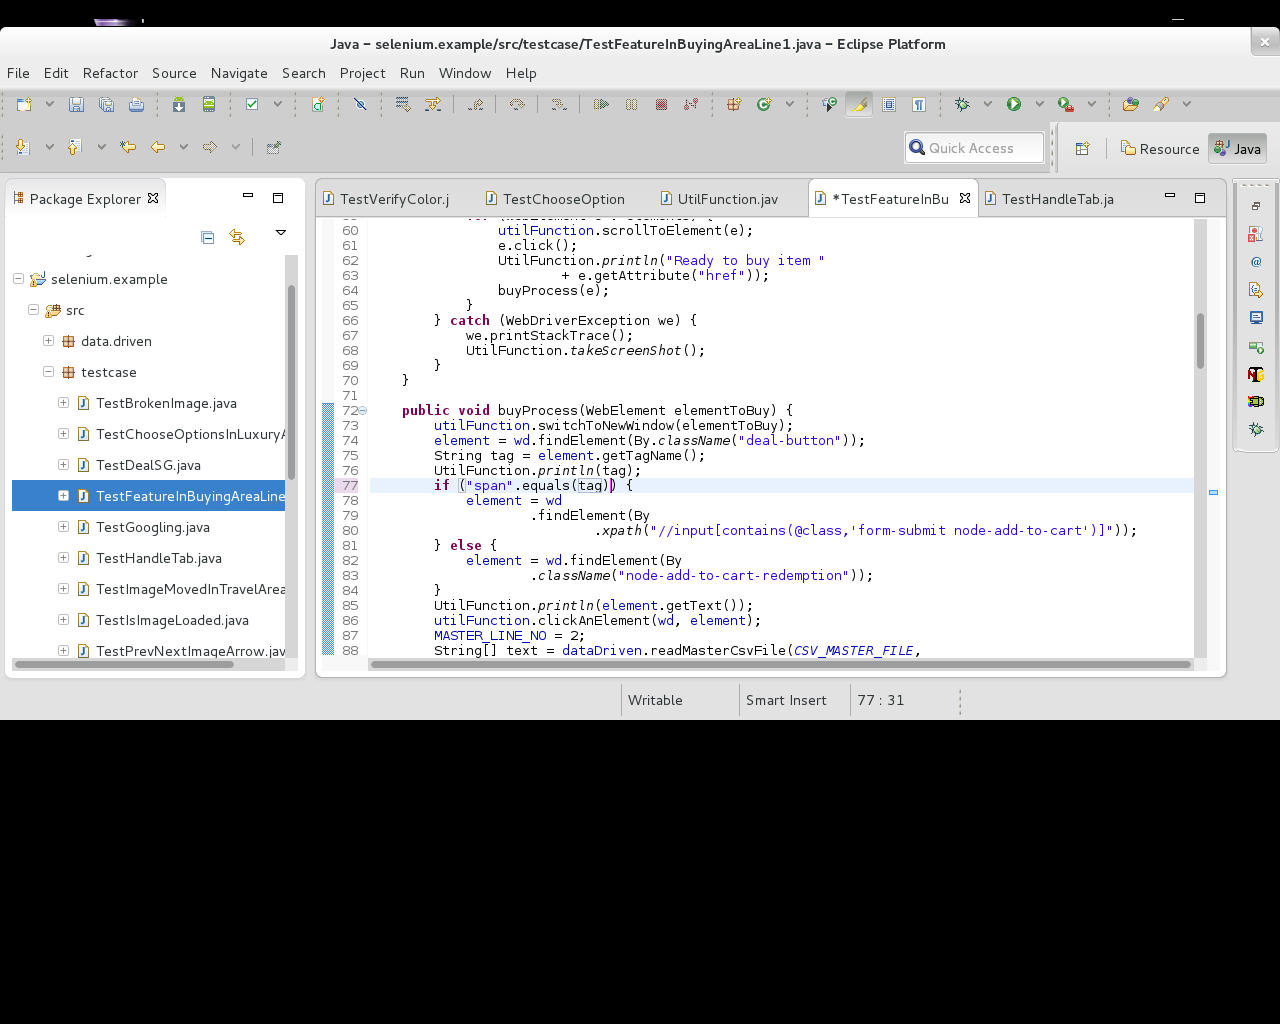 Java – selenium.example/src/testcase/TestFeatureInBuyingAreaLine1.java – Eclipse Platform
File Edit Refactor Source Navigate Search Project Run Window Help
Quick Access
Resource
Java
Package Explorer
selenium.example
src
data.driven
testcase
TestBrokenImage.java
TestChooseOptionsInLuxuryA
TestDealSG.java
TestFeatureInBuyingAreaLine
TestGoogling.java
TestHandleTab.java
TestImageMovedInTravelArea
TestIsImageLoaded.java
TestPrevNextImageArrow.jav
TestVerifyColor.j TestChooseOption UtilFunction.jav *TestFeatureInBu TestHandleTab.ja
60 utilFunction.scrollToElement(e);
61 e.click();
62 UtilFunction.println("Ready to buy item "
63 + e.getAttribute("href"));
64 buyProcess(e);
65 }
66 } catch (WebDriverException we) {
67 we.printStackTrace();
68 UtilFunction.takeScreenShot();
69 }
70 }
71
72 public void buyProcess(WebElement elementToBuy) {
73 utilFunction.switchToNewWindow(elementToBuy);
74 element = wd.findElement(By.className("deal-button"));
75 String tag = element.getTagName();
76 UtilFunction.println(tag);
77 if ("span".equals(tag)) {
78 element = wd
79 .findElement(By
80 .xpath("//input[contains(@class,'form-submit node-add-to-cart')]"));
81 } else {
82 element = wd.findElement(By
83 .className("node-add-to-cart-redemption"));
84 }
85 UtilFunction.println(element.getText());
86 utilFunction.clickAnElement(wd, element);
87 MASTER_LINE_NO = 2;
88 String[] text = dataDriven.readMasterCsvFile(CSV_MASTER_FILE,
Writable Smart Insert 77 : 31